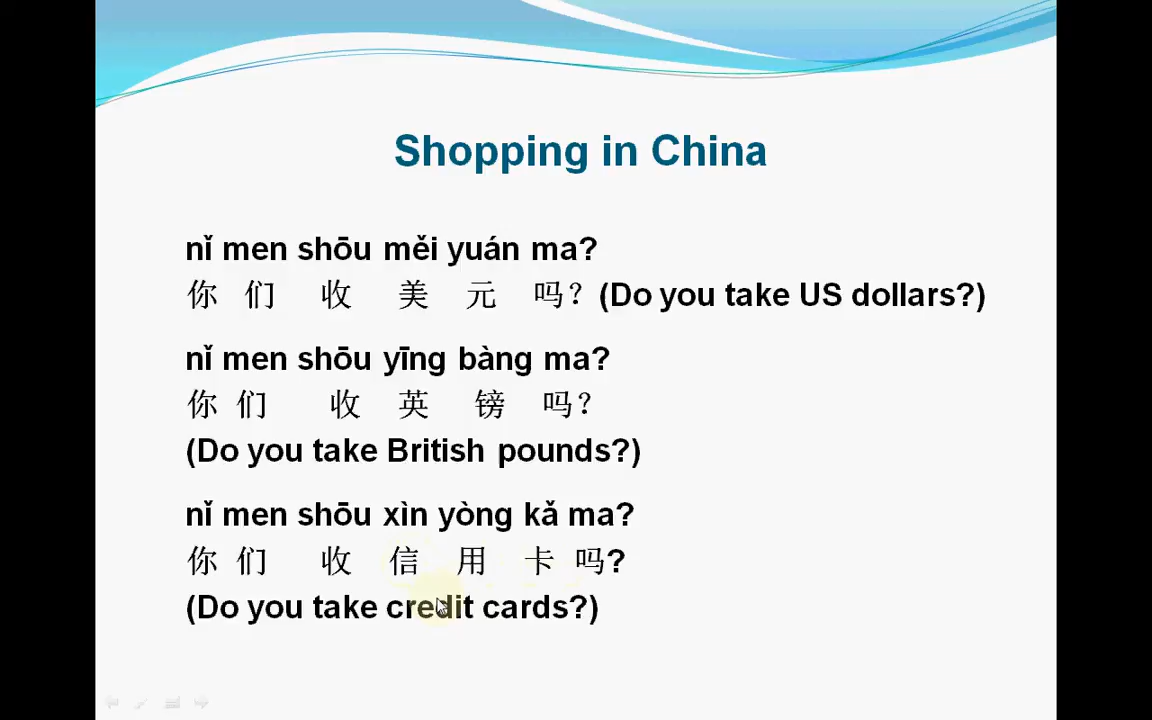 Shopping in China
nǐ men shōu měi yuán ma?
你 们 收 美 元 吗？(Do you take US dollars?)
nǐ men shōu yīng bàng ma?
你 们 收 英 镑 吗？
(Do you take British pounds?)
nǐ men shōu xìn yòng kǎ ma?
你 们 收 信 用 卡 吗?
(Do you take credit cards?)